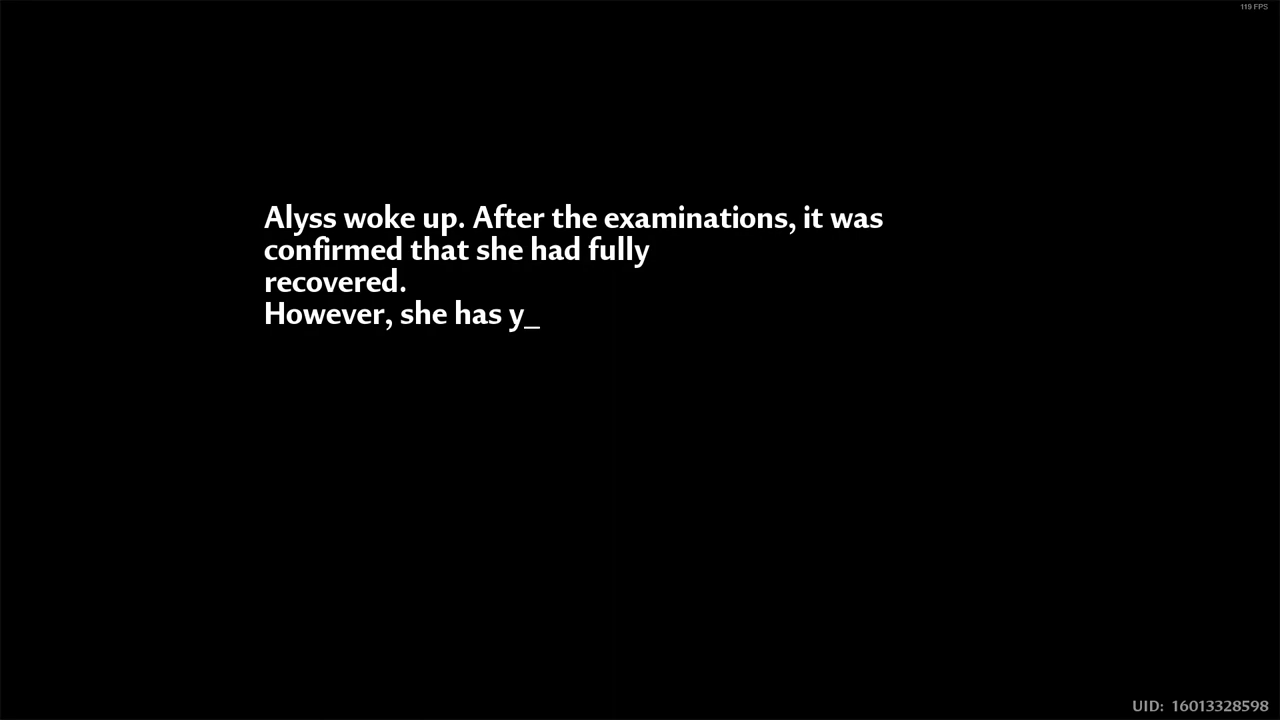 119 FPS
Alyss woke up. After the examinations, it was
confirmed that she had fully
recovered.
However, she has y_
UID: 16013328598